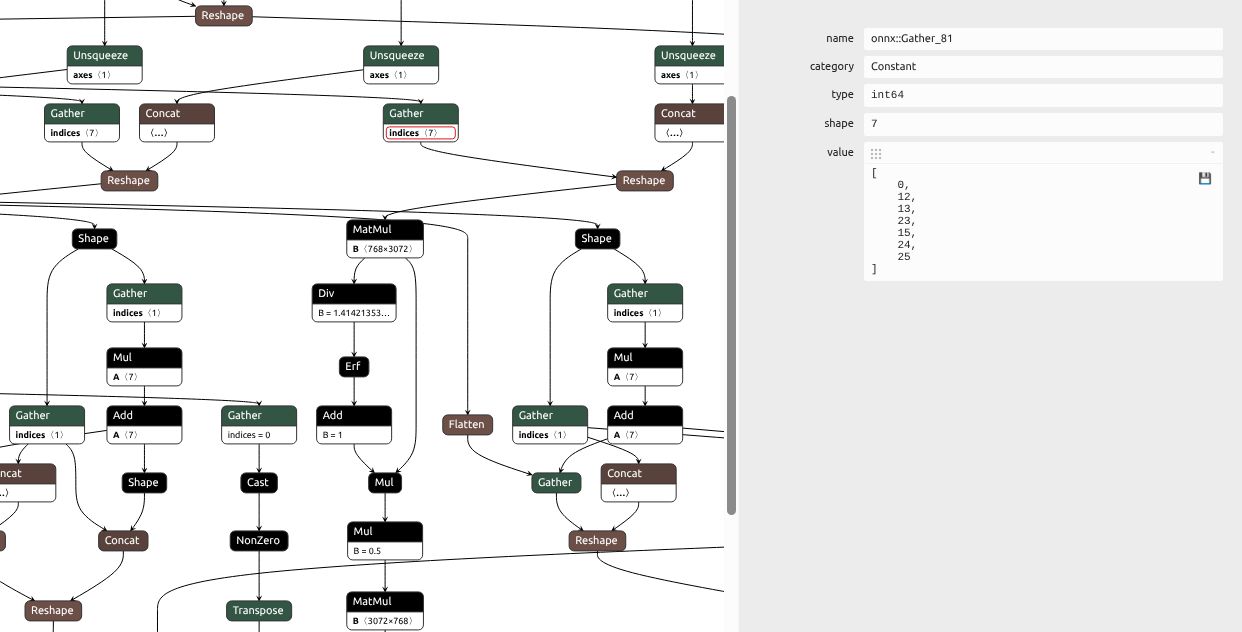 Reshape
Unsqueeze
axes ⟨1⟩
Unsqueeze
axes ⟨1⟩
Unsqueeze
axes ⟨1⟩
Gather
indices ⟨7⟩
Concat
⟨…⟩
Gather
indices ⟨7⟩
Concat
⟨…⟩
Reshape
Reshape
Shape
MatMul
B ⟨768×3072⟩
Shape
Gather
indices ⟨1⟩
Div
B = 1.41421353…
Gather
indices ⟨1⟩
Mul
A ⟨7⟩
Erf
Mul
A ⟨7⟩
Gather
indices ⟨1⟩
Add
A ⟨7⟩
Gather
indices = 0
Add
B = 1
Flatten
Gather
indices ⟨1⟩
Add
A ⟨7⟩
ncat
…⟩
Shape
Cast
Mul
Gather
Concat
⟨…⟩
Concat
NonZero
Mul
B = 0.5
Reshape
Reshape
Transpose
MatMul
B ⟨3072×768⟩
name onnx::Gather_81
category Constant
type int64
shape 7
value -
[
0,
12,
13,
23,
15,
24,
25
]